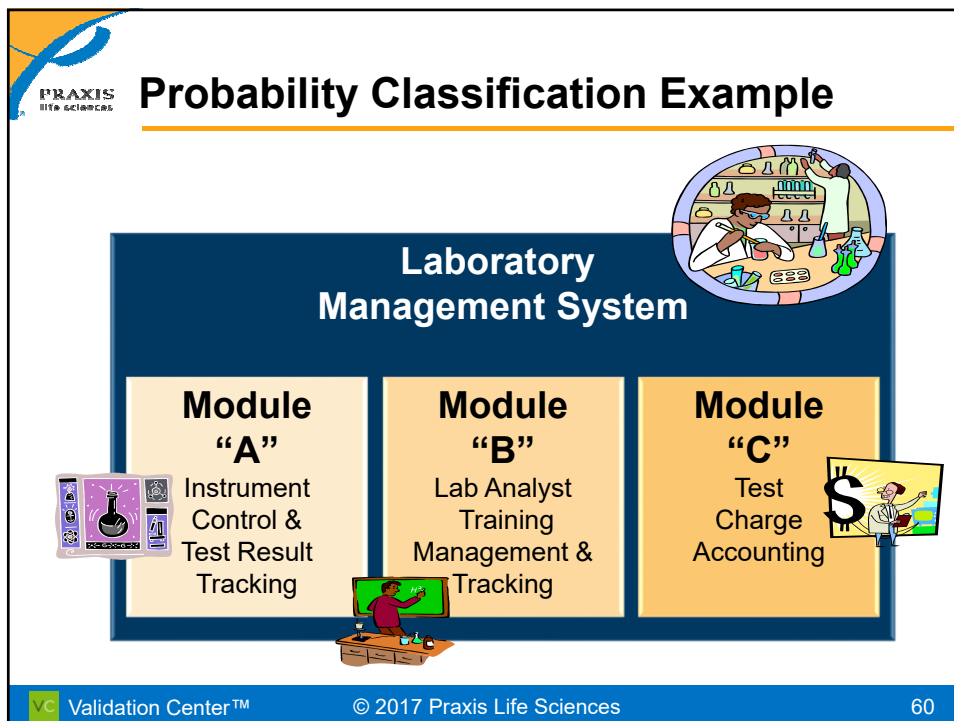 PRAXIS
life sciences
Probability Classification Example
Laboratory
Management System
Module
“A”
Instrument
Control &
Test Result
Tracking
Module
“B”
Lab Analyst
Training
Management &
Tracking
Module
“C”
Test
Charge
Accounting
$
VC Validation Center™ © 2017 Praxis Life Sciences 60